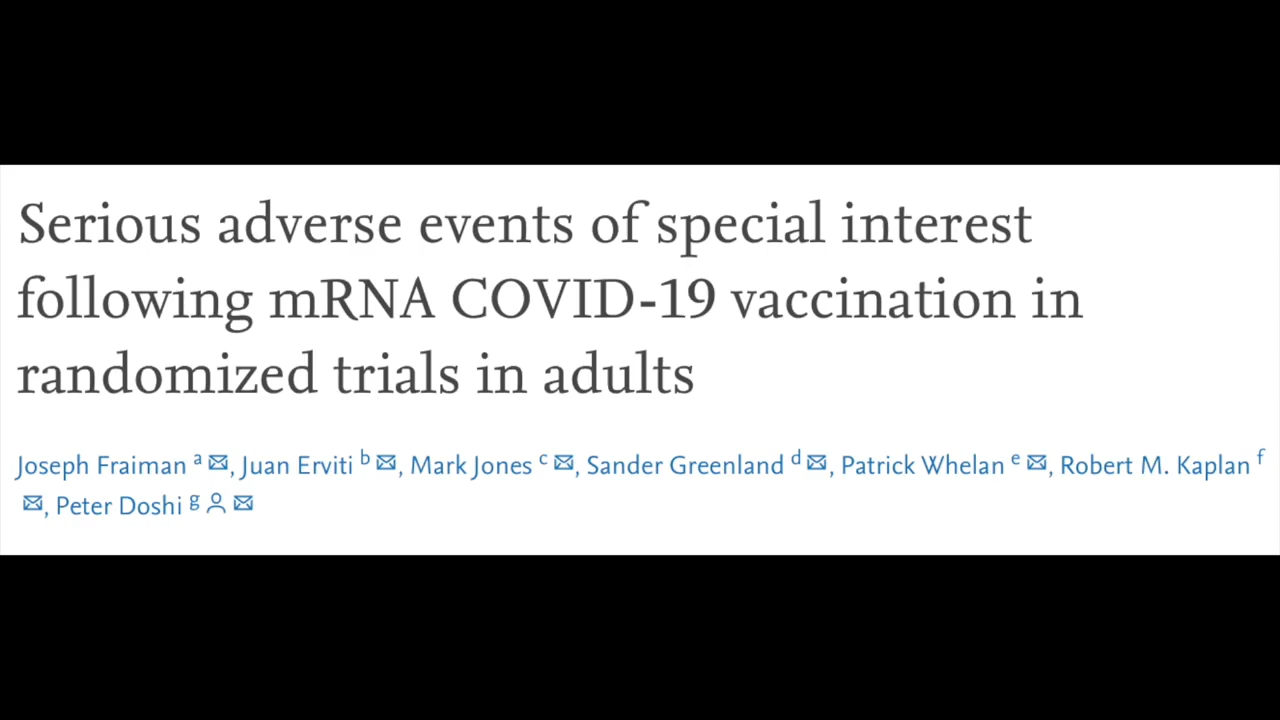 Serious adverse events of special interest
following mRNA COVID-19 vaccination in
randomized trials in adults
Joseph Fraiman a, Juan Erviti b, Mark Jones c, Sander Greenland d, Patrick Whelan e, Robert M. Kaplan f
, Peter Doshi g